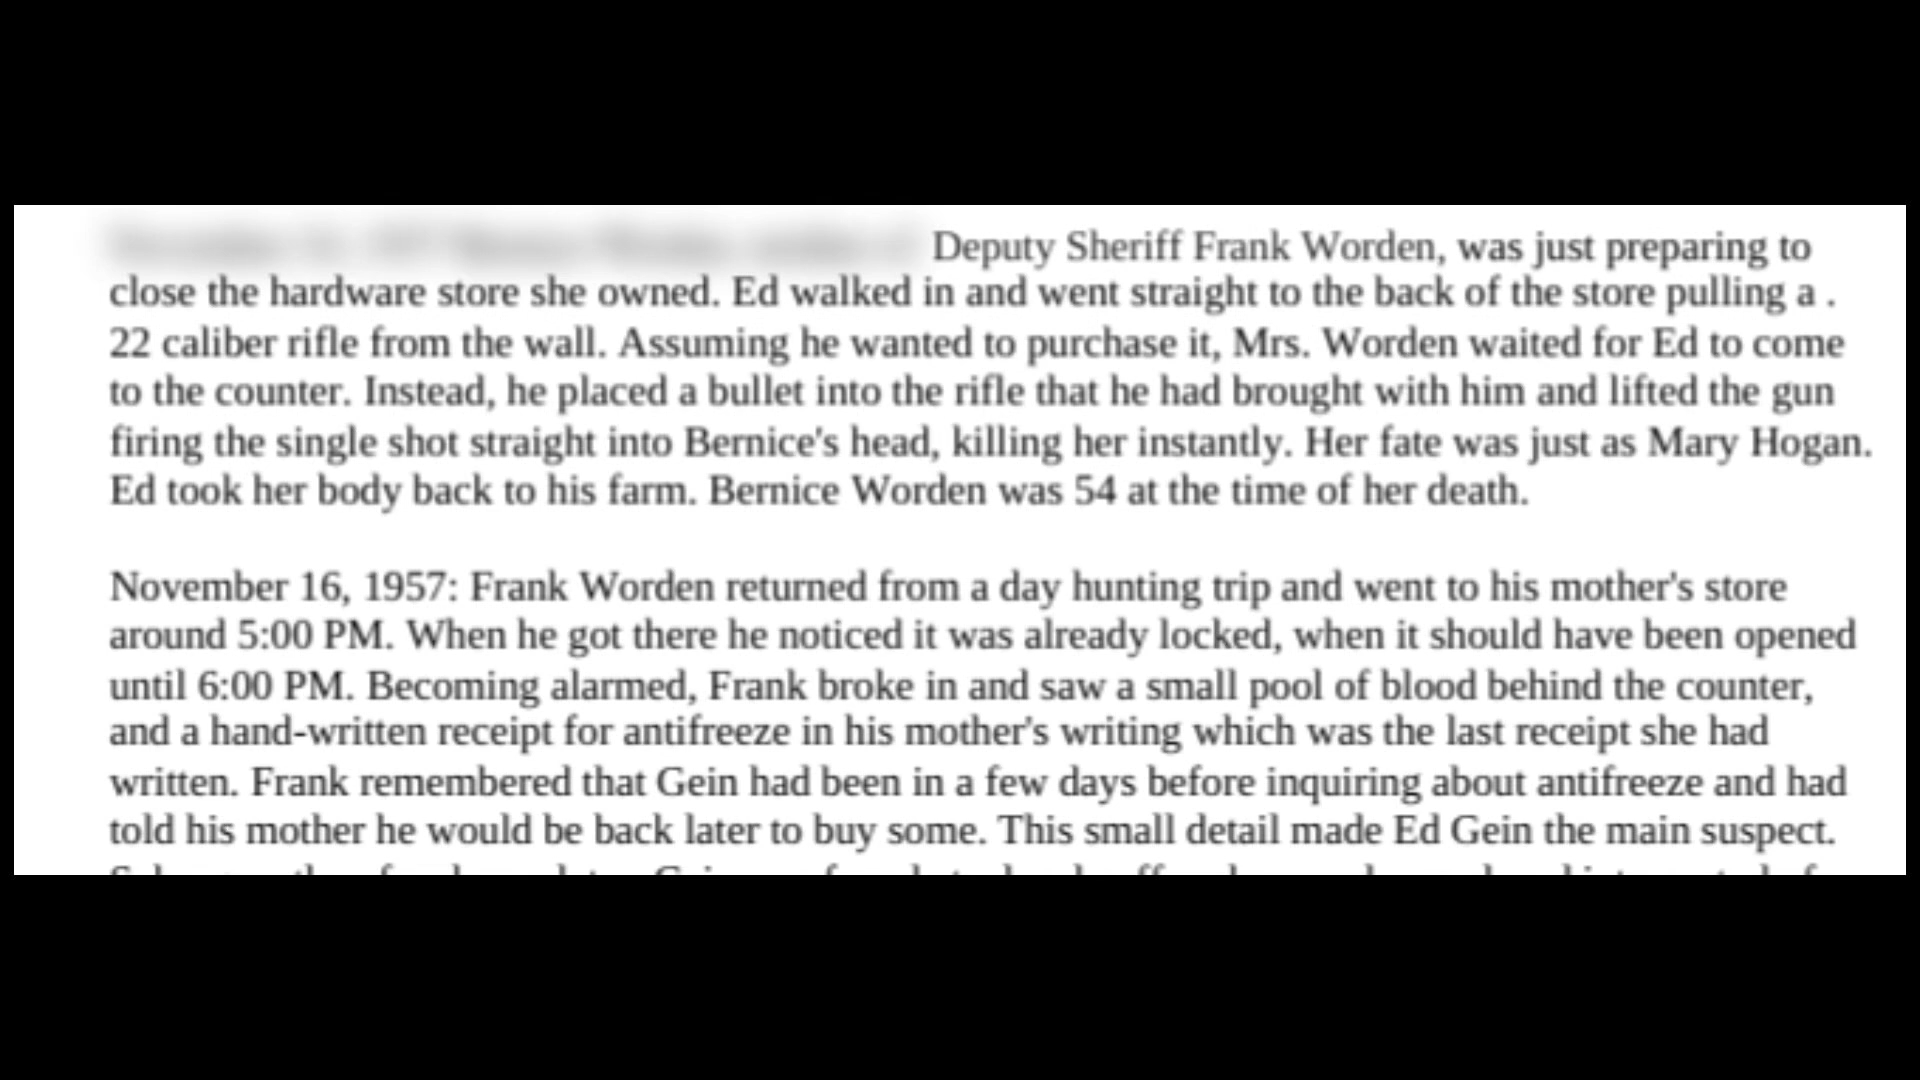 Deputy Sheriff Frank Worden, was just preparing to
close the hardware store she owned. Ed walked in and went straight to the back of the store pulling a .
22 caliber rifle from the wall. Assuming he wanted to purchase it, Mrs. Worden waited for Ed to come
to the counter. Instead, he placed a bullet into the rifle that he had brought with him and lifted the gun
firing the single shot straight into Bernice's head, killing her instantly. Her fate was just as Mary Hogan.
Ed took her body back to his farm. Bernice Worden was 54 at the time of her death.
November 16, 1957: Frank Worden returned from a day hunting trip and went to his mother's store
around 5:00 PM. When he got there he noticed it was already locked, when it should have been opened
until 6:00 PM. Becoming alarmed, Frank broke in and saw a small pool of blood behind the counter,
and a hand-written receipt for antifreeze in his mother's writing which was the last receipt she had
written. Frank remembered that Gein had been in a few days before inquiring about antifreeze and had
told his mother he would be back later to buy some. This small detail made Ed Gein the main suspect.